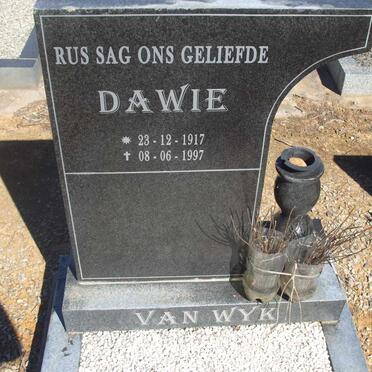 RUS SAG ONS GELIEFDE
DAWIE
✷ 23-12-1917
✝ 08-06-1997
VAN WYK